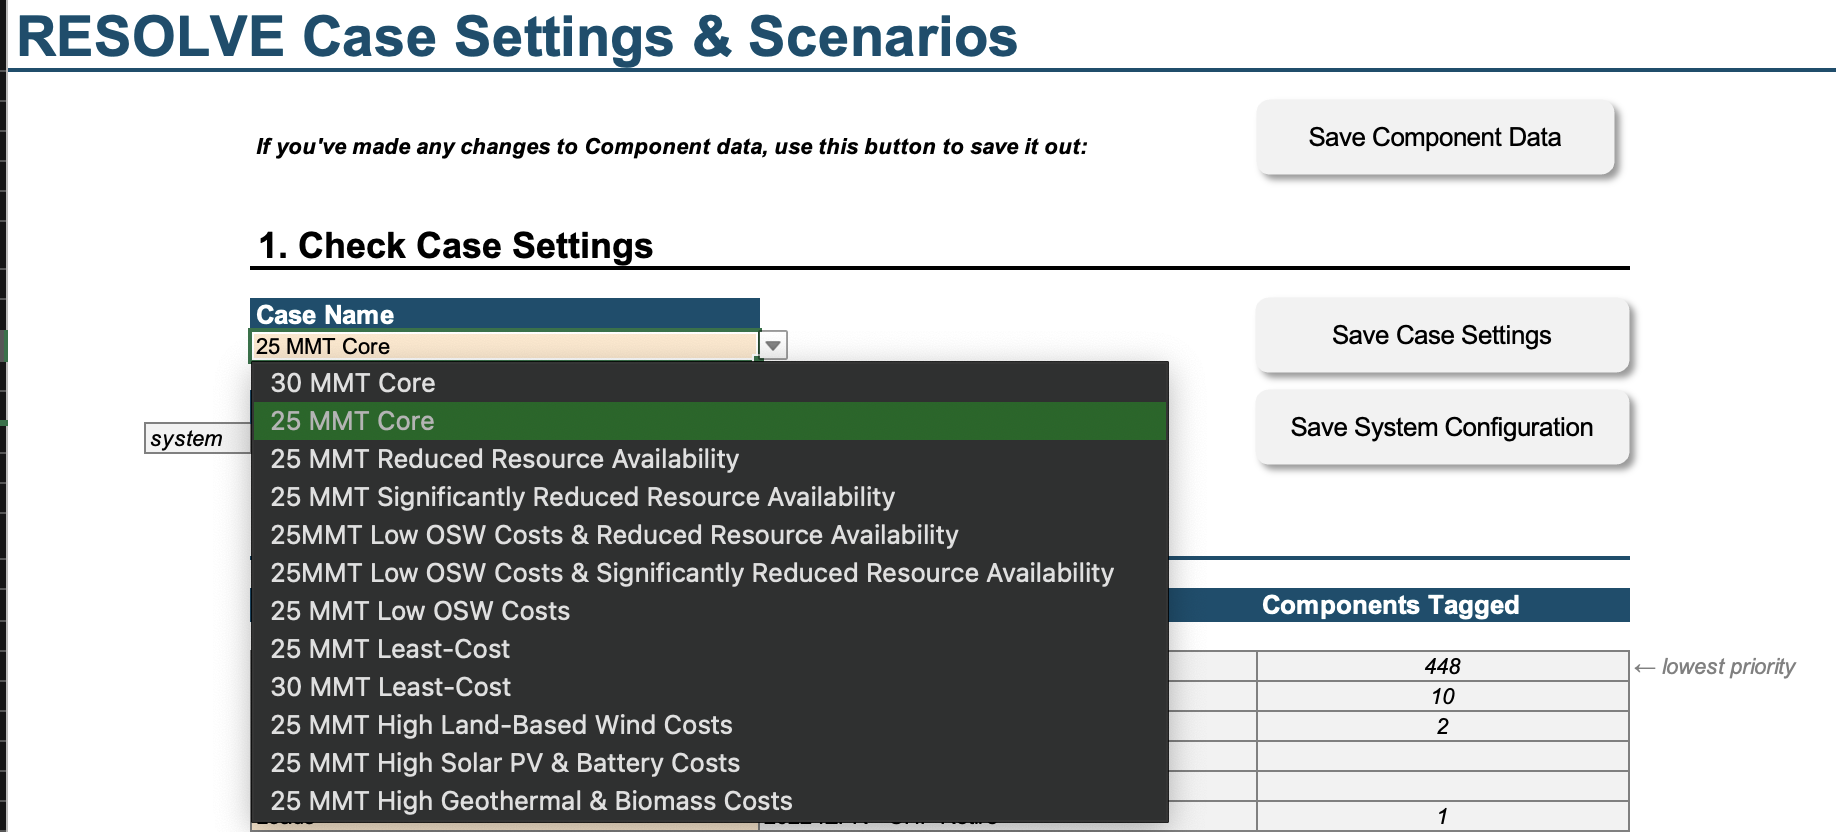 RESOLVE Case Settings & Scenarios
If you've made any changes to Component data, use this button to save it out:
Save Component Data
1. Check Case Settings
Case Name
25 MMT Core
Save Case Settings
30 MMT Core
25 MMT Core
system
Save System Configuration
25 MMT Reduced Resource Availability
25 MMT Significantly Reduced Resource Availability
25MMT Low OSW Costs & Reduced Resource Availability
25MMT Low OSW Costs & Significantly Reduced Resource Availability
25 MMT Low OSW Costs
Components Tagged
25 MMT Least-Cost
448
← lowest priority
30 MMT Least-Cost
10
25 MMT High Land-Based Wind Costs
2
25 MMT High Solar PV & Battery Costs
25 MMT High Geothermal & Biomass Costs
1